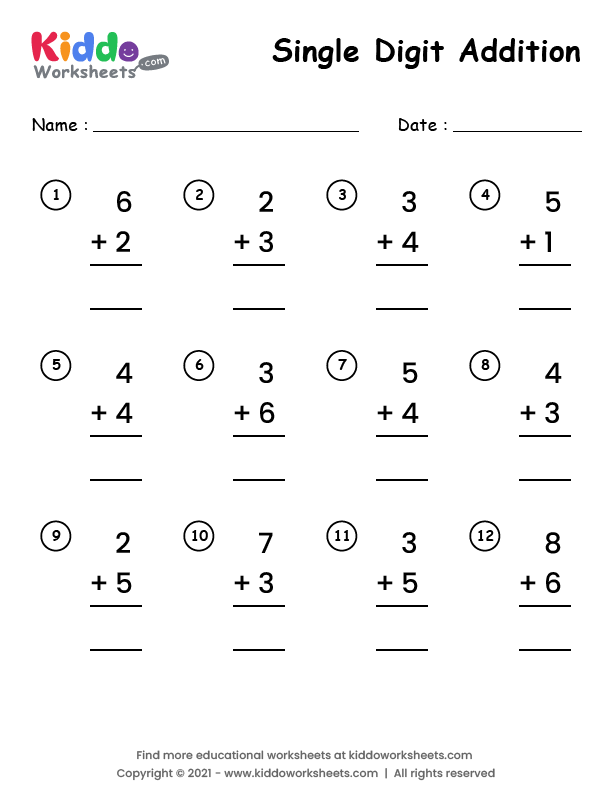 Kiddo
Worksheets.com
Single Digit Addition
Name :
Date :
1 6 2 2 3 3 4 5
+ 2 + 3 + 4 + 1
5 4 6 3 7 5 8 4
+ 4 + 6 + 4 + 3
9 2 10 7 11 3 12 8
+ 5 + 3 + 5 + 6
Find more educational worksheets at kiddoworksheets.com
Copyright © 2021 - www.kiddoworksheets.com | All rights reserved